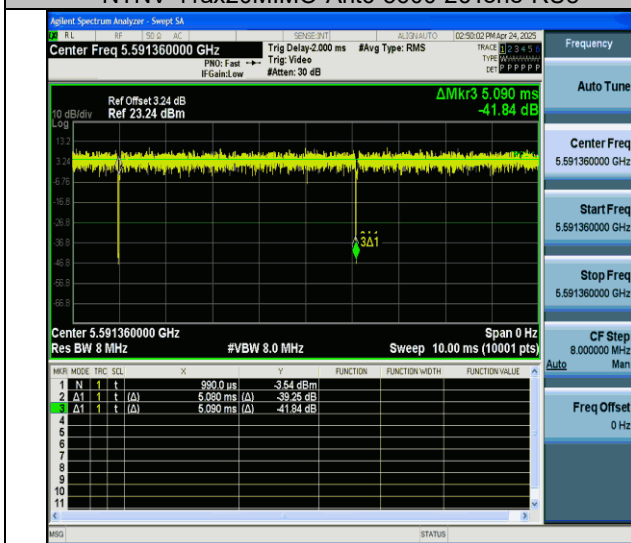 Agilent Spectrum Analyzer - Swept SA
RL RF 50 Ω AC SENSE:INT ALIGNAUTO 02:50:02 PM Apr 24, 2025
Center Freq 5.591360000 GHz
Trig Delay-2.000 ms #Avg Type: RMS
TRACE 1 2 3 4 5 6
PNO: Fast Trig: Video
TYPE
IFGain:Low #Atten: 30 dB
DET P P P P P P
Frequency
Auto Tune
ΔMkr3 5.090 ms
-41.84 dB
Ref Offset 3.24 dB
10 dB/div Ref 23.24 dBm
Log
13.2
3.24
-6.76
-16.8
-26.8
-36.8
-46.8
-56.8
-66.8
3Δ1
Center Freq
5.591360000 GHz
Start Freq
5.591360000 GHz
Stop Freq
5.591360000 GHz
CF Step
8.000000 MHz
Auto Man
Freq Offset
0 Hz
Center 5.591360000 GHz Span 0 Hz
Res BW 8 MHz #VBW 8.0 MHz Sweep 10.00 ms (10001 pts)
MKR MODE TRC SCL X Y FUNCTION FUNCTION WIDTH FUNCTION VALUE
1 N 1 t 990.0 µs -3.54 dBm
2 Δ1 1 t (Δ) 5.080 ms (Δ) -39.25 dB
3 Δ1 1 t (Δ) 5.090 ms (Δ) -41.84 dB
4
5
6
7
8
9
10
11
MSG STATUS